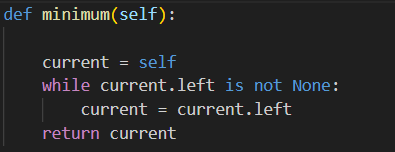 def minimum(self):
current = self
while current.left is not None:
current = current.left
return current